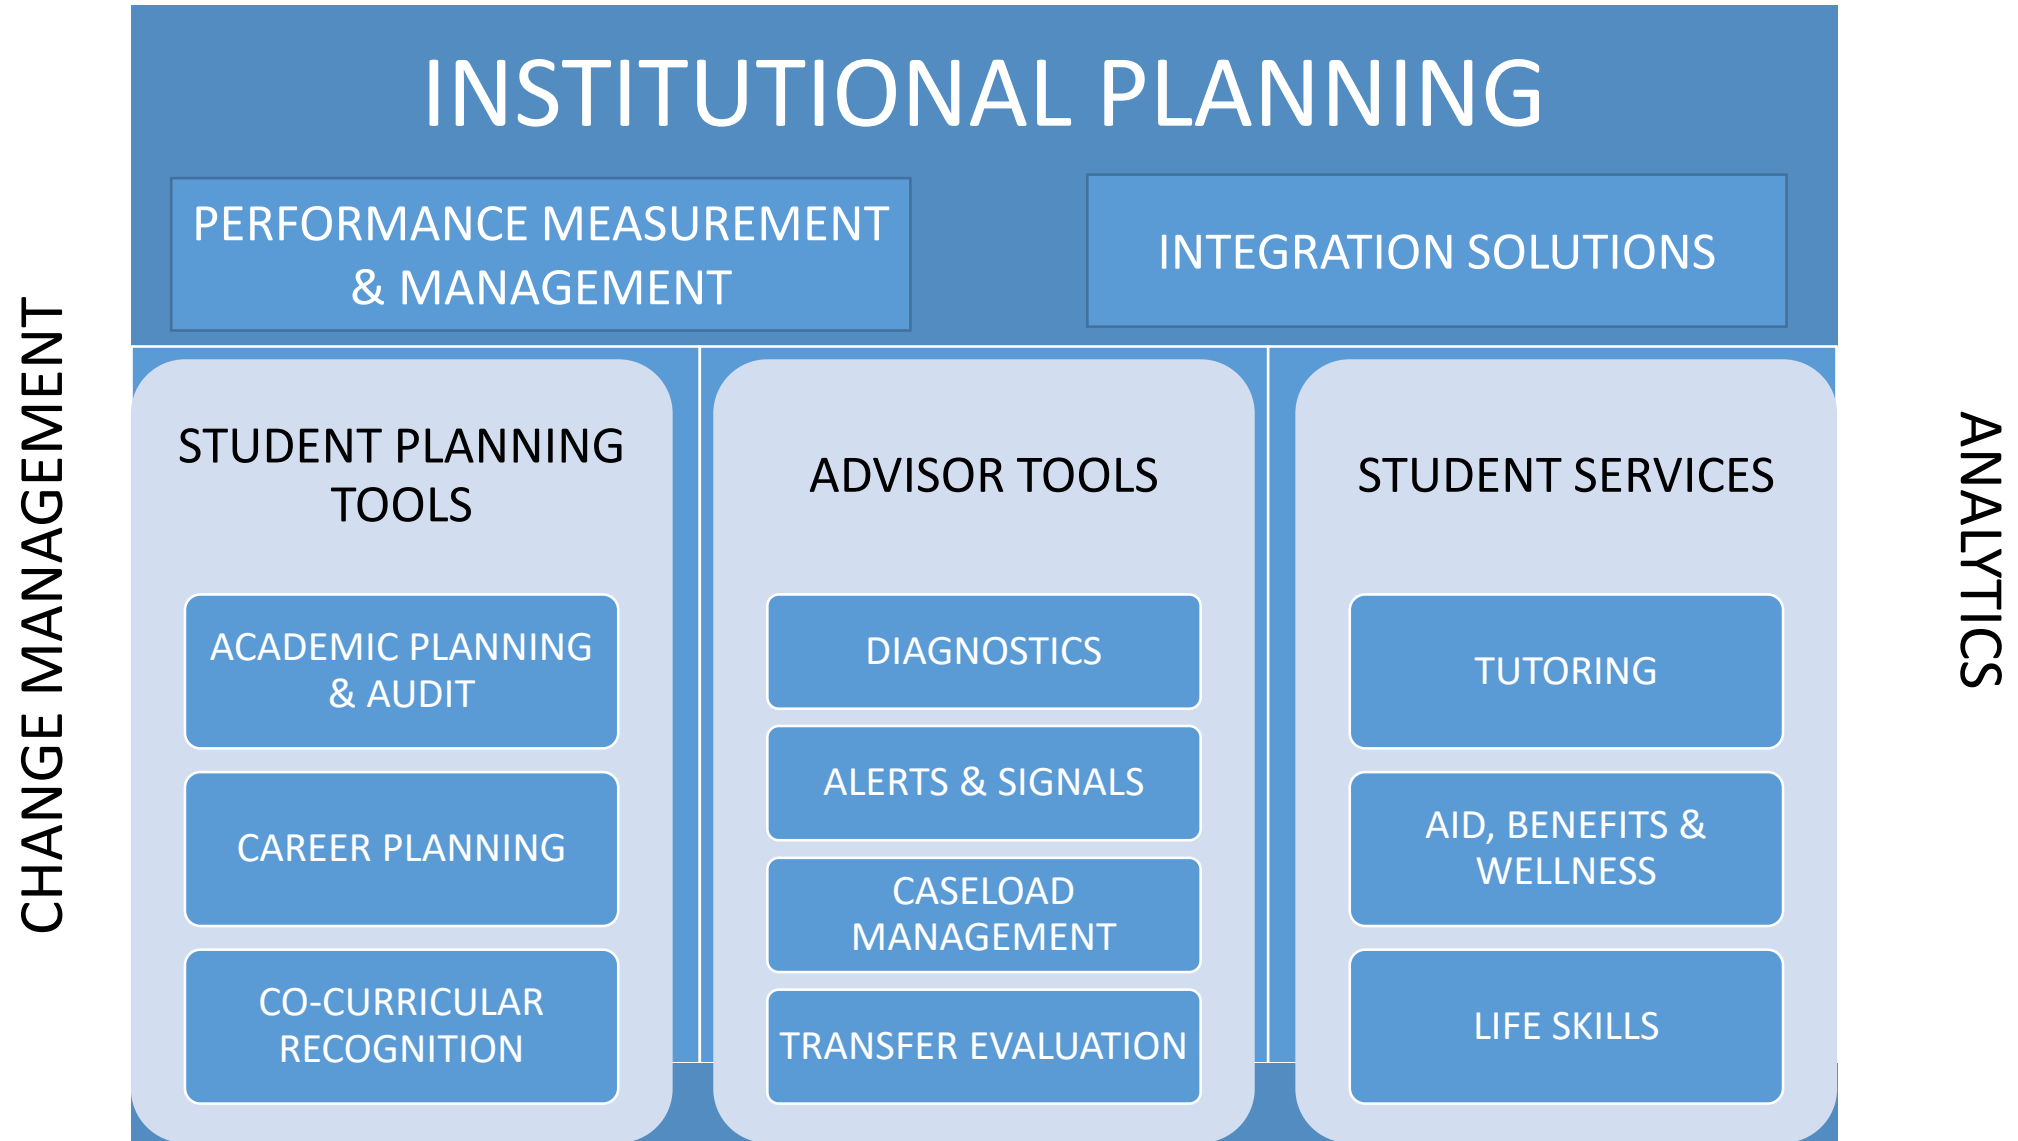 INSTITUTIONAL PLANNING
PERFORMANCE MEASUREMENT
& MANAGEMENT
INTEGRATION SOLUTIONS
CHANGE MANAGEMENT
STUDENT PLANNING
TOOLS
ACADEMIC PLANNING
& AUDIT
CAREER PLANNING
CO-CURRICULAR
RECOGNITION
ADVISOR TOOLS
DIAGNOSTICS
ALERTS & SIGNALS
CASELOAD
MANAGEMENT
TRANSFER EVALUATION
STUDENT SERVICES
TUTORING
AID, BENEFITS &
WELLNESS
LIFE SKILLS
ANALYTICS